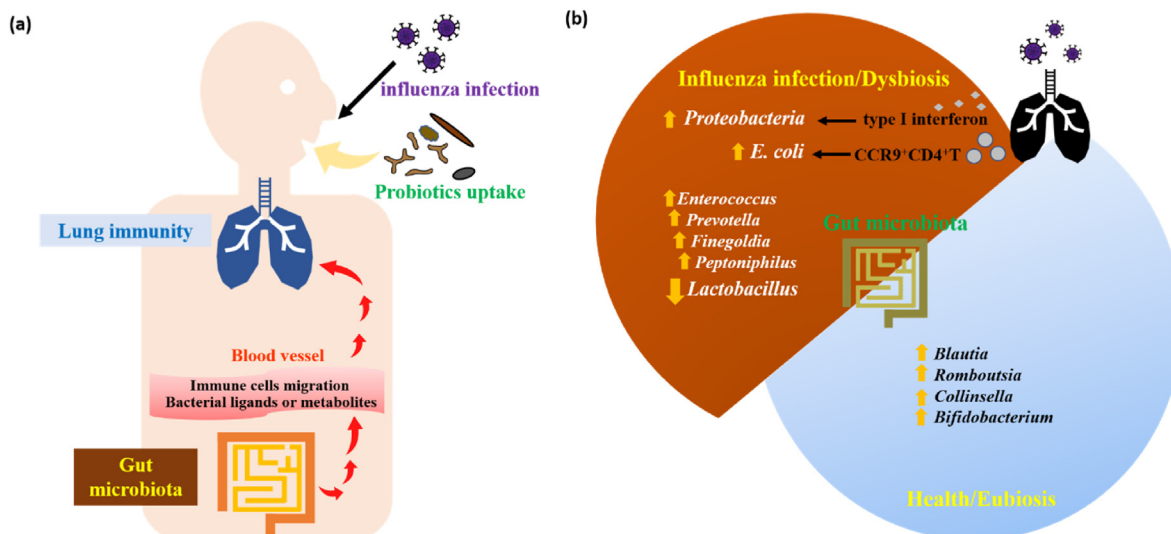 (a)
influenza infection
Probiotics uptake
Lung immunity
Blood vessel
Immune cells migration
Bacterial ligands or metabolites
Gut
microbiota
(b)
Influenza infection/Dysbiosis
Proteobacteria
type I interferon
E. coli
CCR9⁺CD4⁺T
Enterococcus
Prevotella
Finegoldia
Peptoniphilus
Lactobacillus
Gut microbiota
Blautia
Romboutsia
Collinsella
Bifidobacterium
Health/Eubiosis